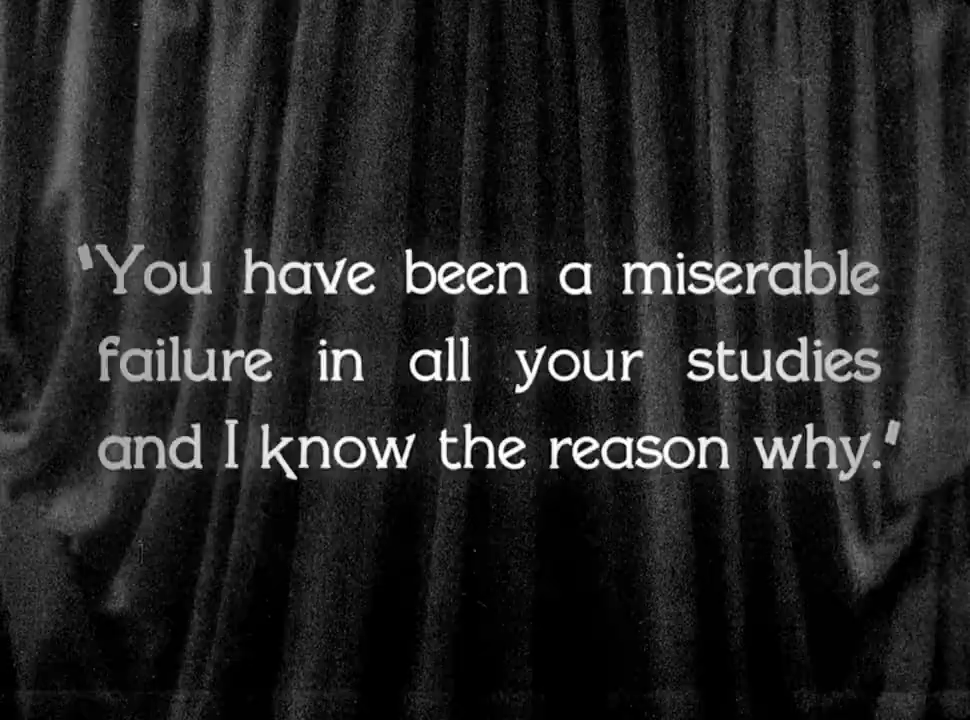 "You have been a miserable
failure in all your studies
and I know the reason why."